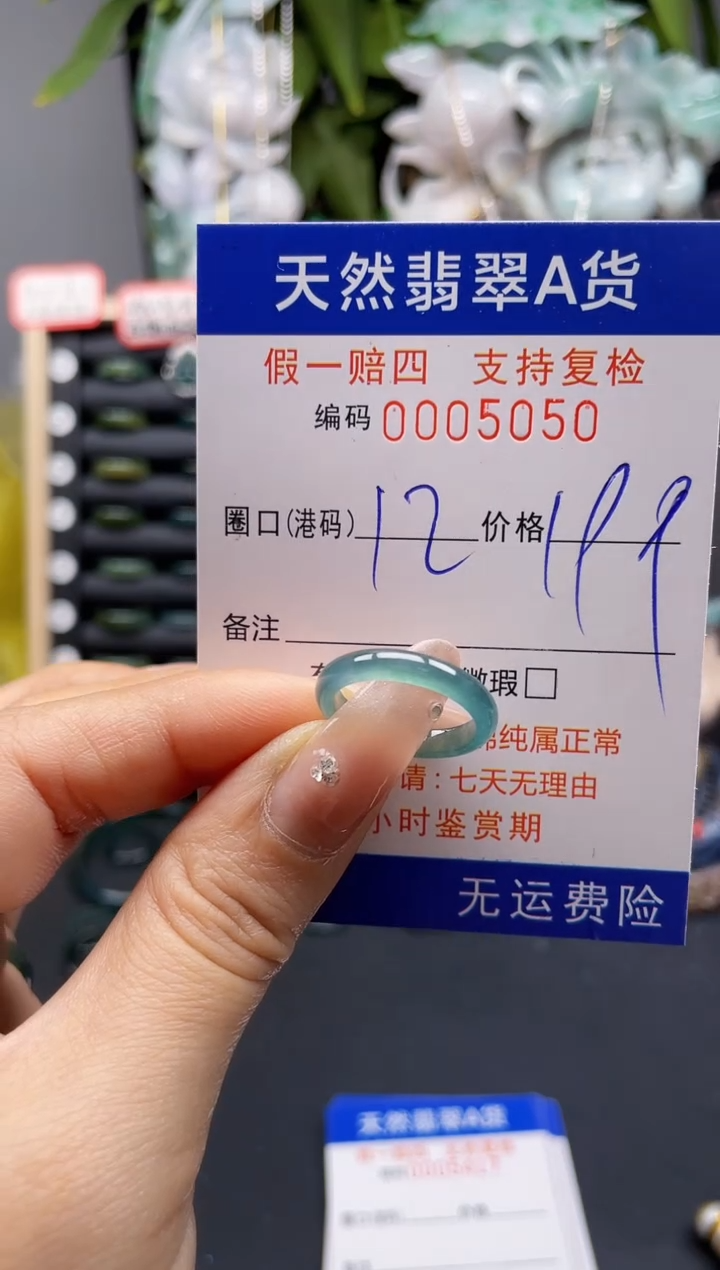 天然翡翠A货
假一赔四 支持复检
编码 0005050
圈口(港码) 12 价格 199
备注
微瑕□
纯属正常
请:七天无理由
小时鉴赏期
无运费险
天然翡翠A货